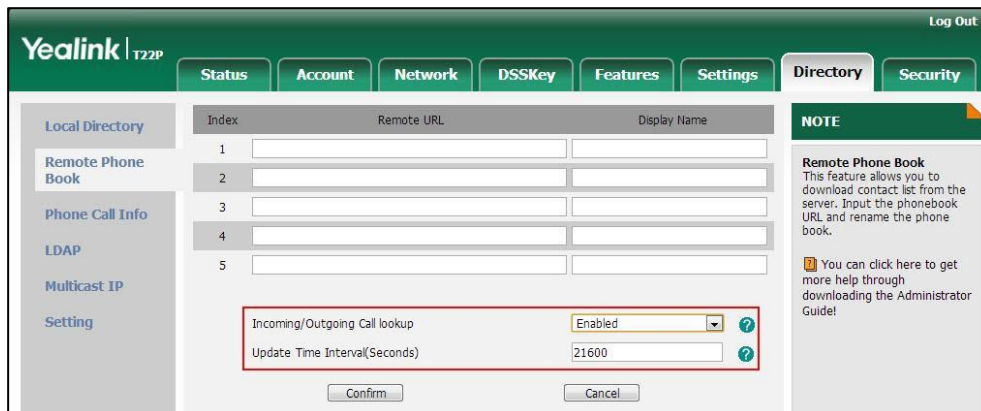 Log Out
Yealink | T22P
Status Account Network DSSKey Features Settings Directory Security
Local Directory
Remote Phone
Book
Phone Call Info
LDAP
Multicast IP
Setting
Index Remote URL Display Name
1
2
3
4
5
Incoming/Outgoing Call lookup Enabled ?
Update Time Interval(Seconds) 21600 ?
Confirm Cancel
NOTE
Remote Phone Book
This feature allows you to
download contact list from the
server. Input the phonebook
URL and rename the phone
book.
? You can click here to get
more help through
downloading the Administrator
Guide!